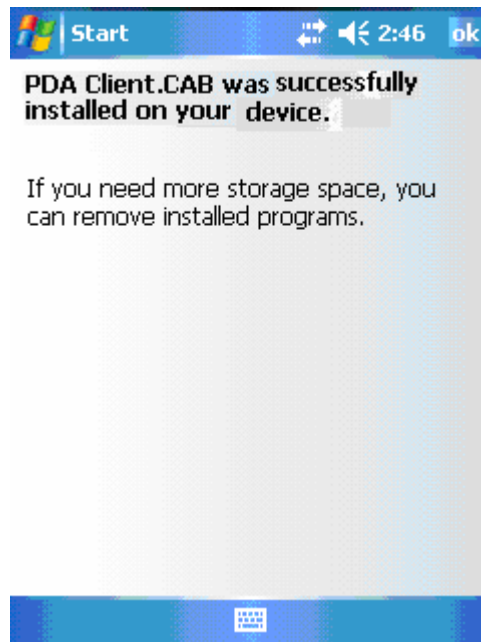 Start 2:46 ok
PDA Client.CAB was successfully
installed on your device.
If you need more storage space, you
can remove installed programs.